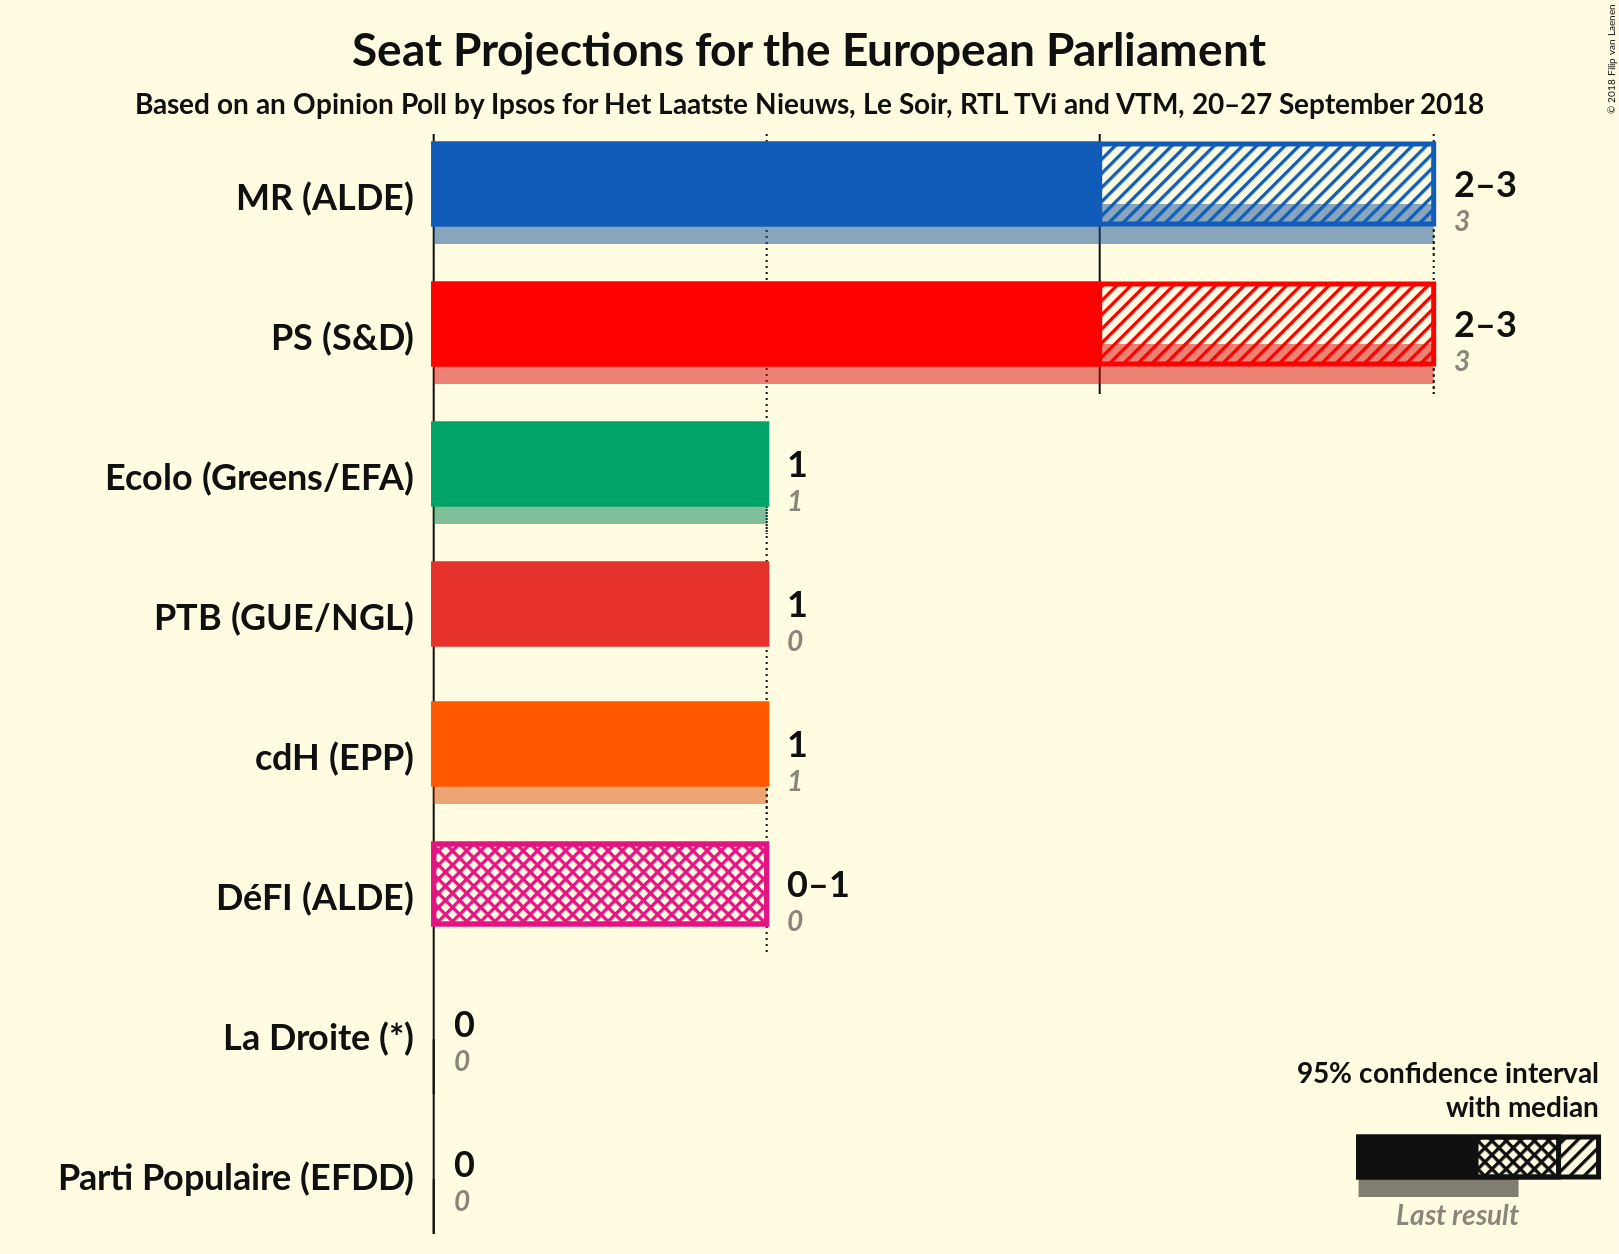 Seat Projections for the European Parliament
Based on an Opinion Poll by Ipsos for Het Laatste Nieuws, Le Soir, RTL TVi and VTM, 20–27 September 2018
© 2018 Filip van Laenen
MR (ALDE)
2–3
3
PS (S&D)
2–3
3
Ecolo (Greens/EFA)
1
1
PTB (GUE/NGL)
1
0
cdH (EPP)
1
1
DéFI (ALDE)
0–1
0
La Droite (*)
0
0
Parti Populaire (EFDD)
0
0
95% confidence interval
with median
Last result